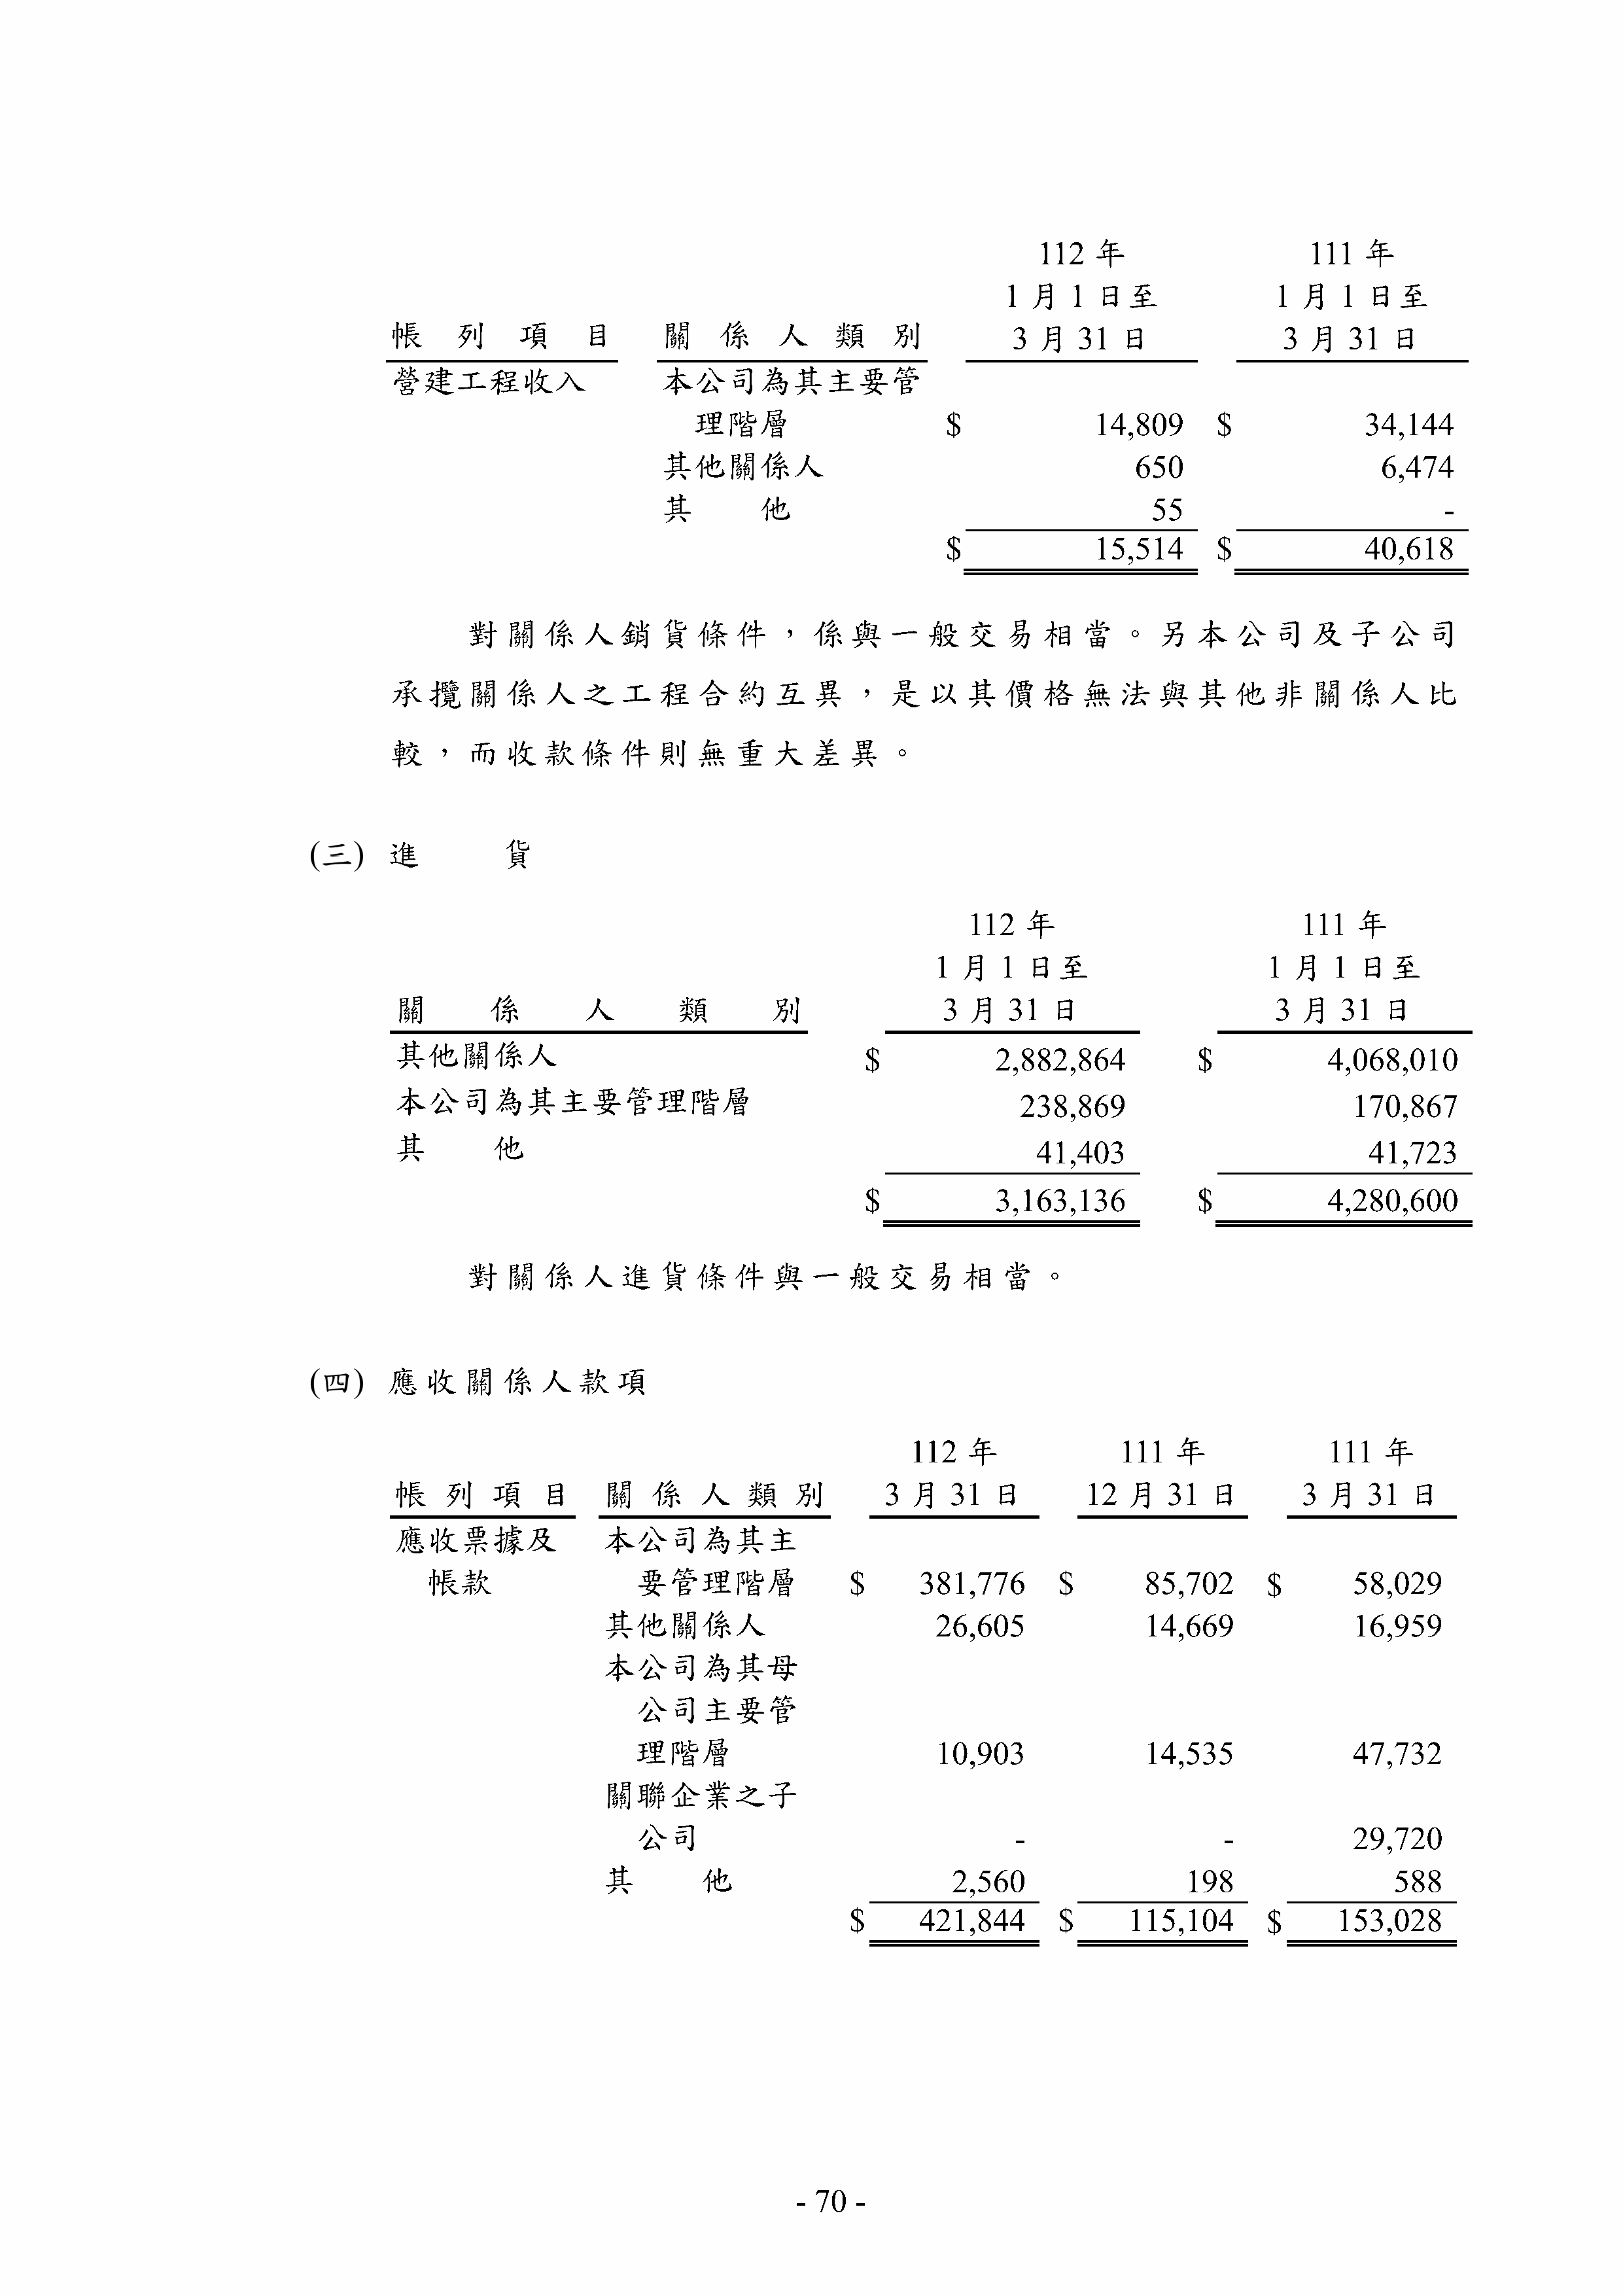 112 年 111 年
1 月 1 日至 1 月 1 日至
帳列項目 關係人類別 3 月 31 日 3 月 31 日
營建工程收入 本公司為其主要管
理階層 $ 14,809 $ 34,144
其他關係人 650 6,474
其他 55 -
$ 15,514 $ 40,618
對關係人銷貨條件，係與一般交易相當。另本公司及子公司
承攬關係人之工程合約互異，是以其價格無法與其他非關係人比
較，而收款條件則無重大差異。
(三) 進貨
112 年 111 年
1 月 1 日至 1 月 1 日至
關係人類別 3 月 31 日 3 月 31 日
其他關係人 $ 2,882,864 $ 4,068,010
本公司為其主要管理階層 238,869 170,867
其他 41,403 41,723
$ 3,163,136 $ 4,280,600
對關係人進貨條件與一般交易相當。
(四) 應收關係人款項
112 年 111 年 111 年
帳列項目 關係人類別 3 月 31 日 12 月 31 日 3 月 31 日
應收票據及 本公司為其主
帳款 要管理階層 $ 381,776 $ 85,702 $ 58,029
其他關係人 26,605 14,669 16,959
本公司為其母
公司主要管
理階層 10,903 14,535 47,732
關聯企業之子
公司 - - 29,720
其他 2,560 198 588
$ 421,844 $ 115,104 $ 153,028
- 70 -